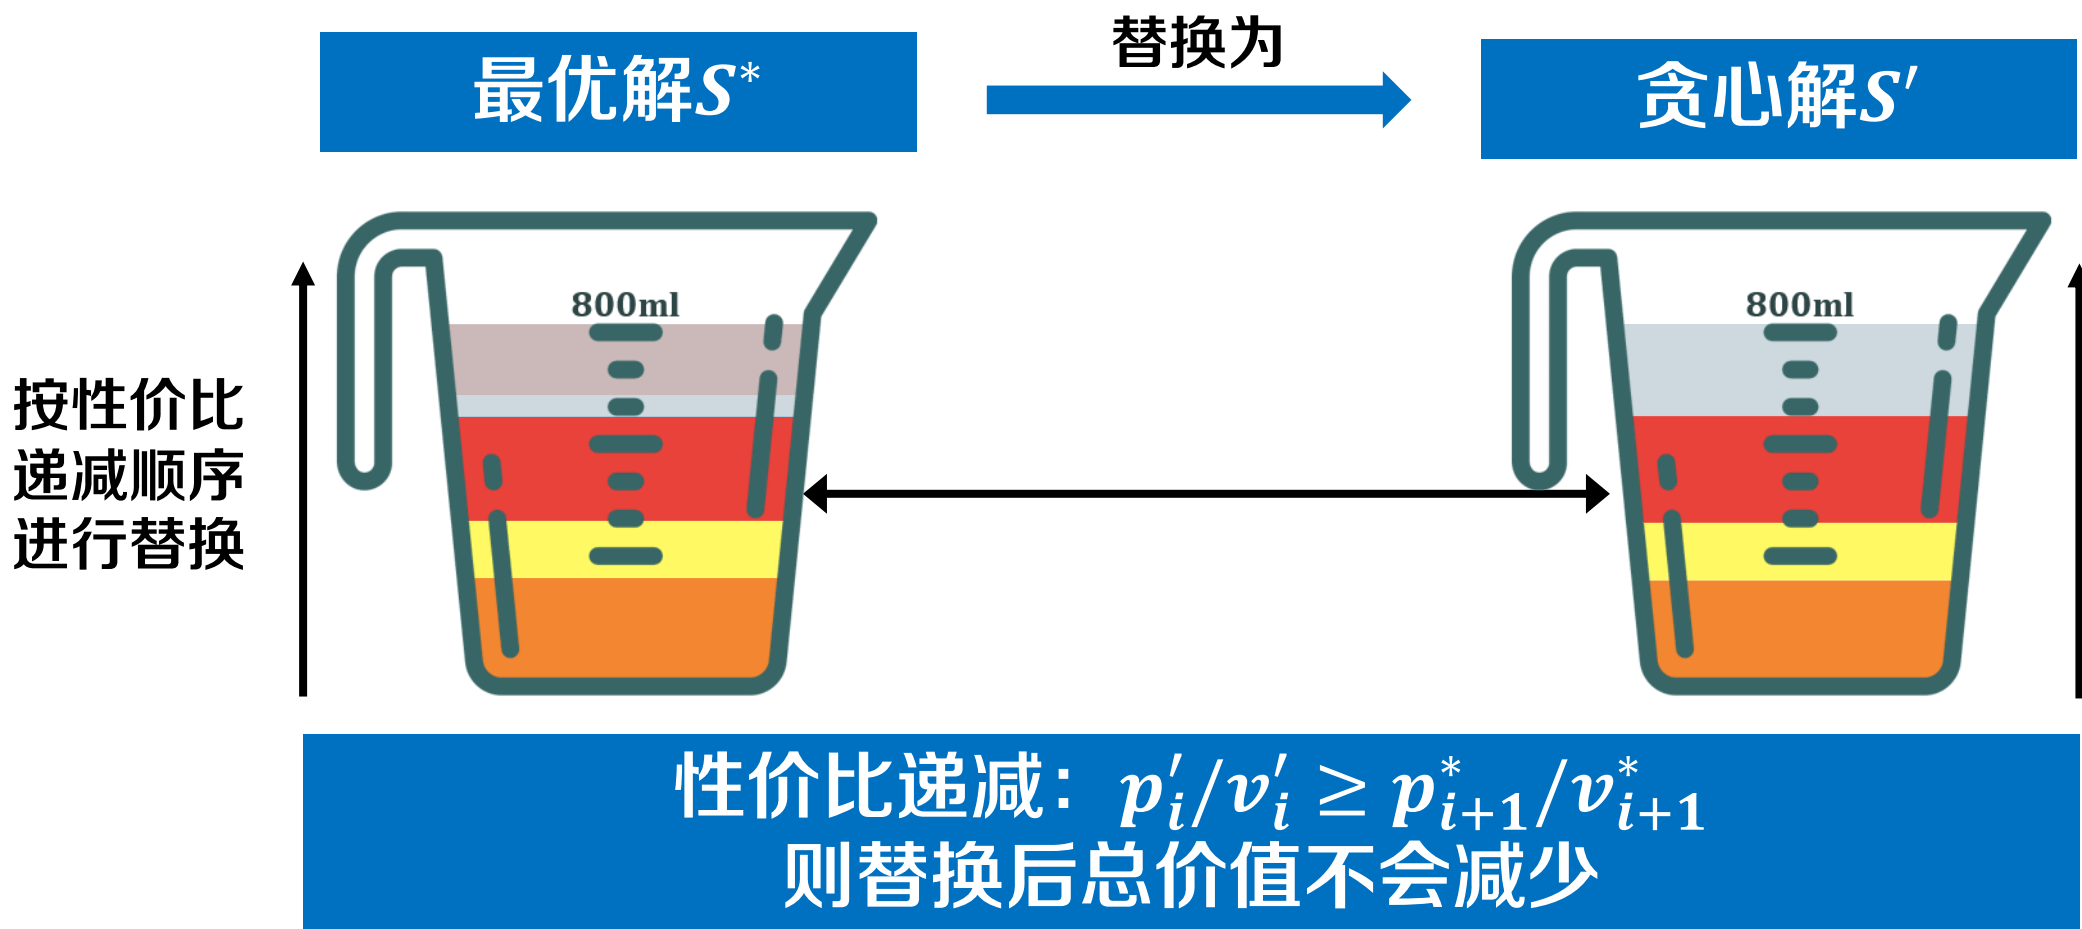 最优解S*
替换为
贪心解S′
800ml
800ml
按性价比
递减顺序
进行替换
性价比递减：p′ᵢ/v′ᵢ ≥ p*ᵢ₊₁/v*ᵢ₊₁
则替换后总价值不会减少